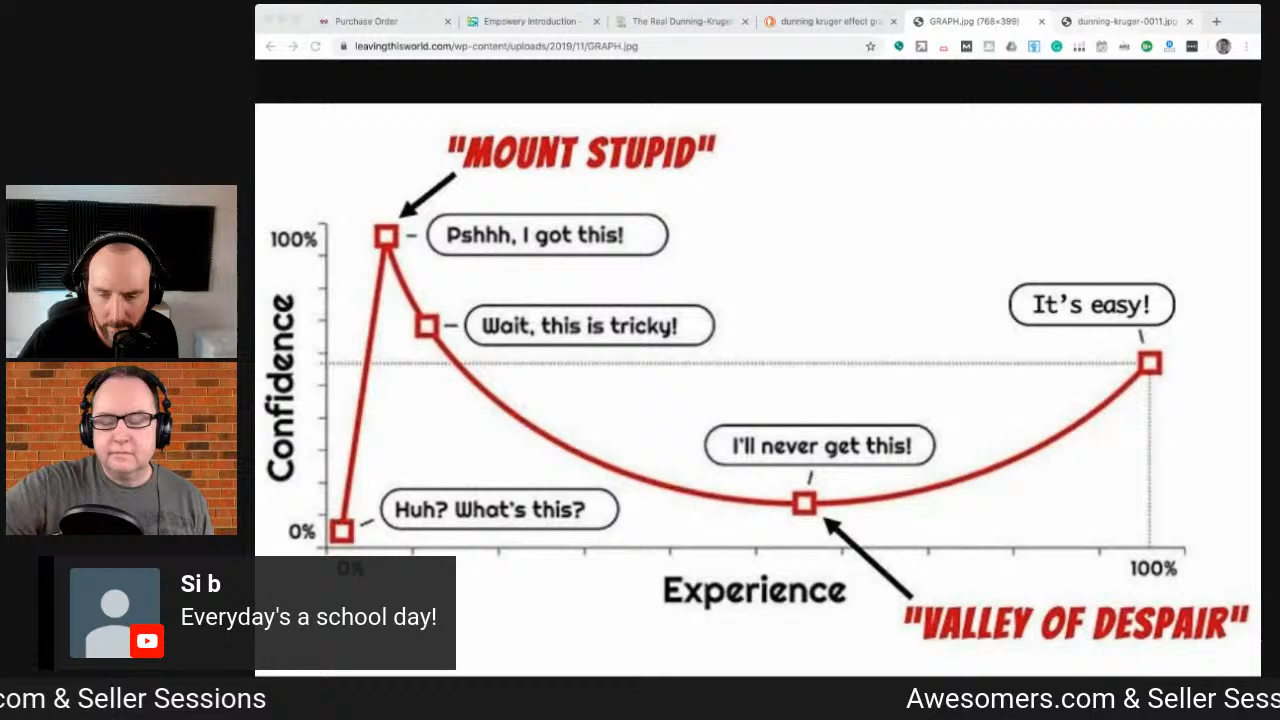 Purchase Order
Empowery Introduction -
The Real Dunning-Kruger
dunning kruger effect gra
GRAPH.jpg (768×399)
dunning-kruger-0011.jpg
leavingthisworld.com/wp-content/uploads/2019/11/GRAPH.jpg
"MOUNT STUPID"
100%
Pshhh, I got this!
It's easy!
Wait, this is tricky!
Confidence
I'll never get this!
Huh? What's this?
0%
0%
100%
Experience
"VALLEY OF DESPAIR"
Si b
Everyday's a school day!
com & Seller Sessions
Awesomers.com & Seller Sess